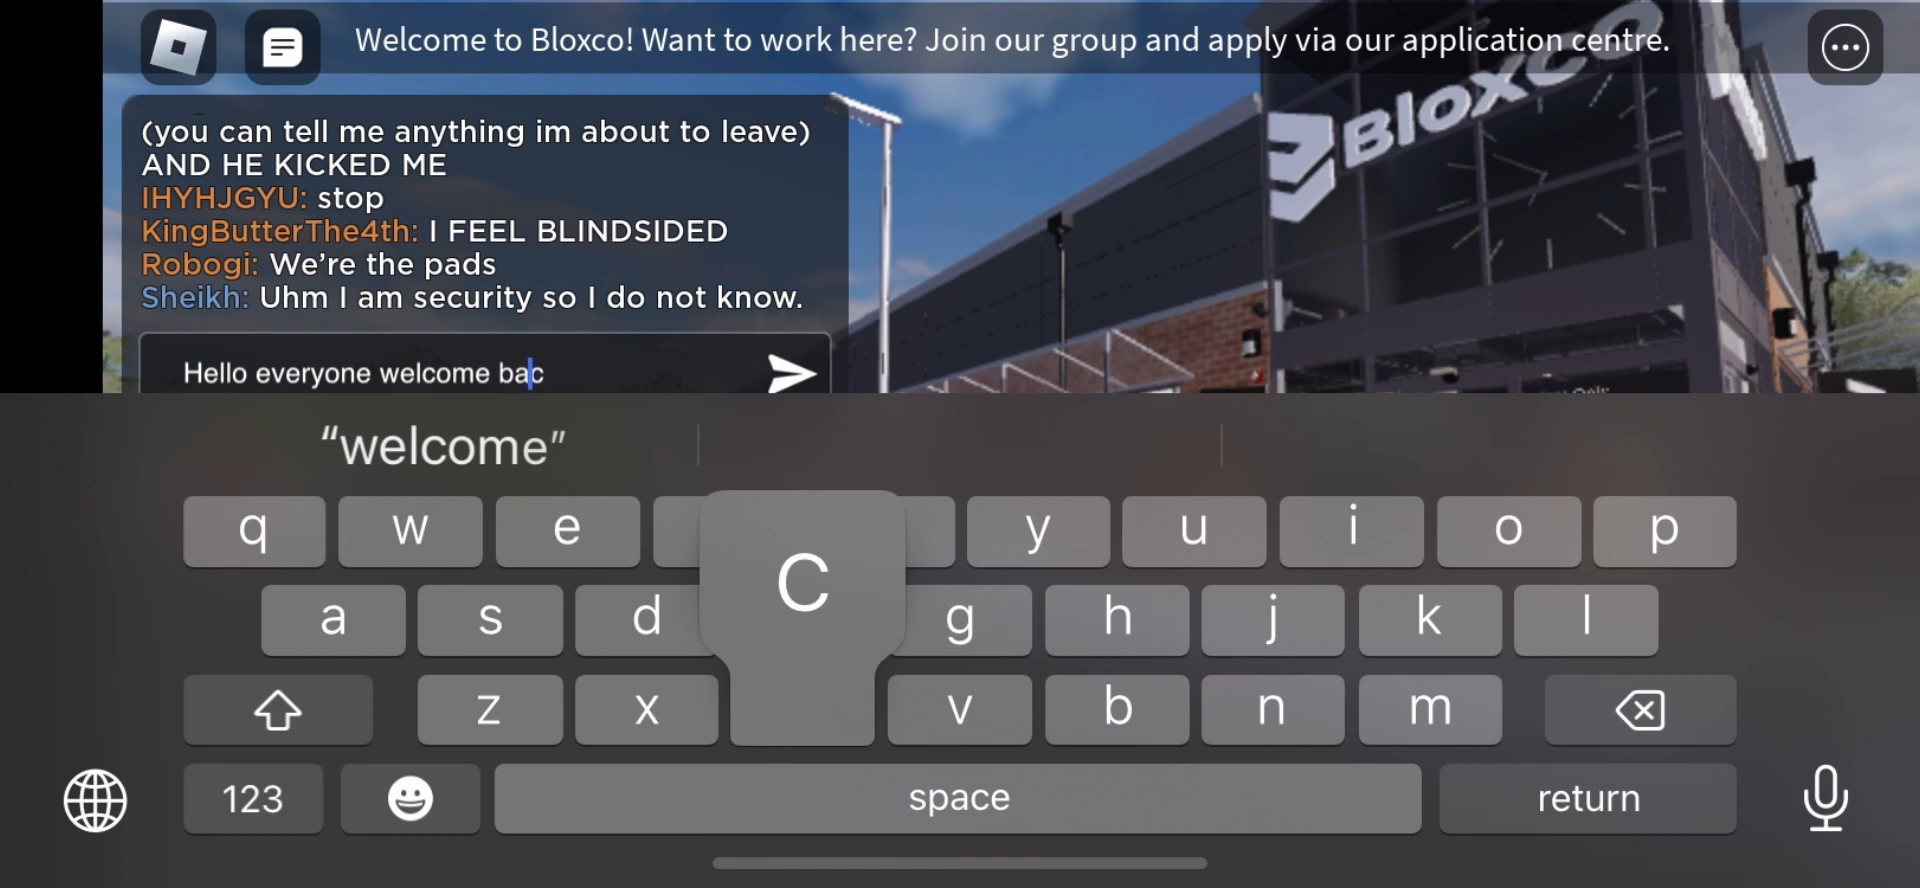 Welcome to Bloxco! Want to work here? Join our group and apply via our application centre.
BLOXCO
(you can tell me anything im about to leave)
AND HE KICKED ME
IHYHJGYU: stop
KingButterThe4th: I FEEL BLINDSIDED
Robogi: We’re the pads
Sheikh: Uhm I am security so I do not know.
Hello everyone welcome bac
“welcome”
q w e y u i o p
C
a s d g h j k l
z x v b n m
123 space return